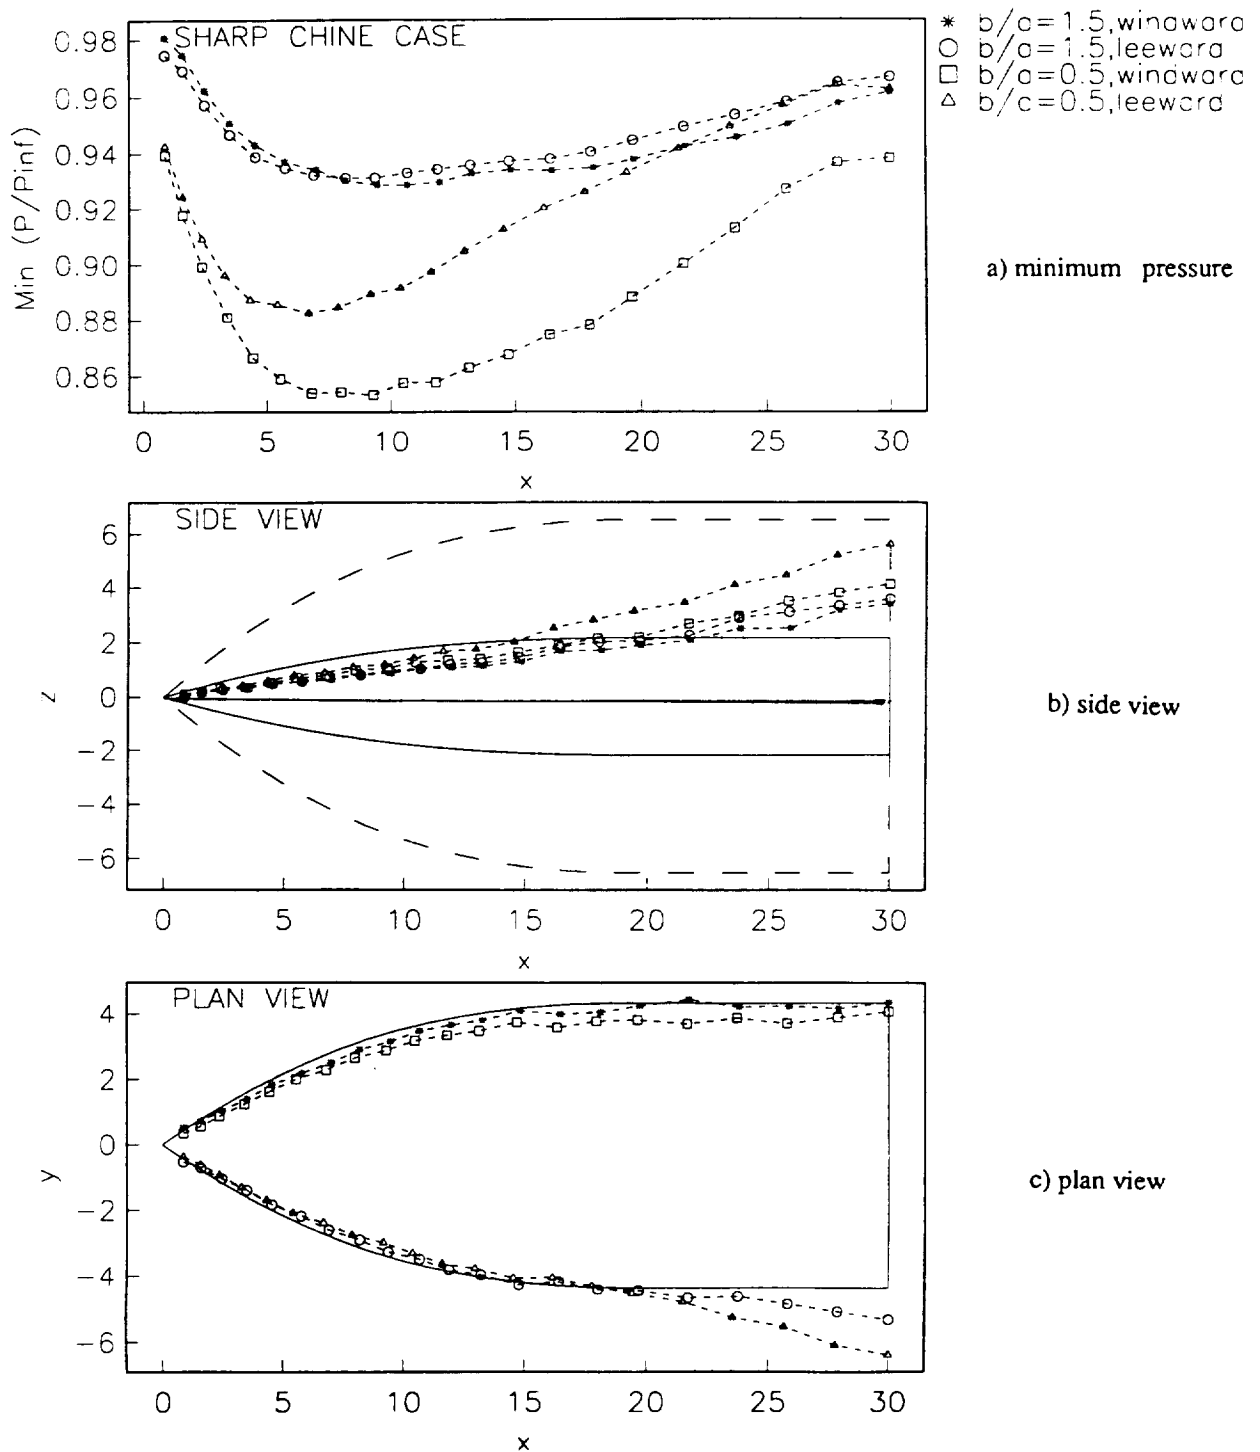 SHARP CHINE CASE
b/a=1.5,windward
b/a=1.5,leeward
b/a=0.5,windward
b/a=0.5,leeward
0.98
0.96
0.94
0.92
0.90
0.88
0.86
Min (P/Pinf)
0 5 10 15 20 25 30
x
a) minimum pressure
SIDE VIEW
6
4
2
0
−2
−4
−6
z
0 5 10 15 20 25 30
x
b) side view
PLAN VIEW
4
2
0
−2
−4
−6
y
0 5 10 15 20 25 30
x
c) plan view